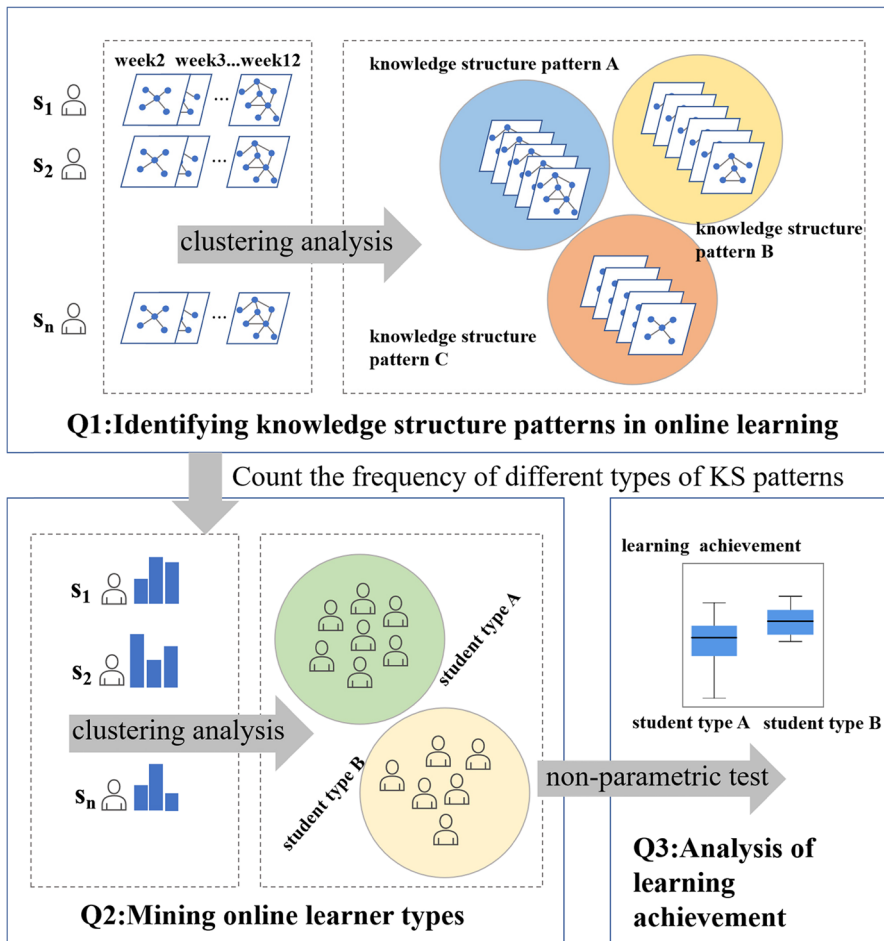 week2 week3...week12
s1
s2
sn
clustering analysis
knowledge structure pattern A
knowledge structure
pattern B
knowledge structure
pattern C
Q1:Identifying knowledge structure patterns in online learning
Count the frequency of different types of KS patterns
s1
s2
sn
clustering analysis
student type A
student type B
Q2:Mining online learner types
non-parametric test
learning achievement
student type A student type B
Q3:Analysis of
learning
achievement